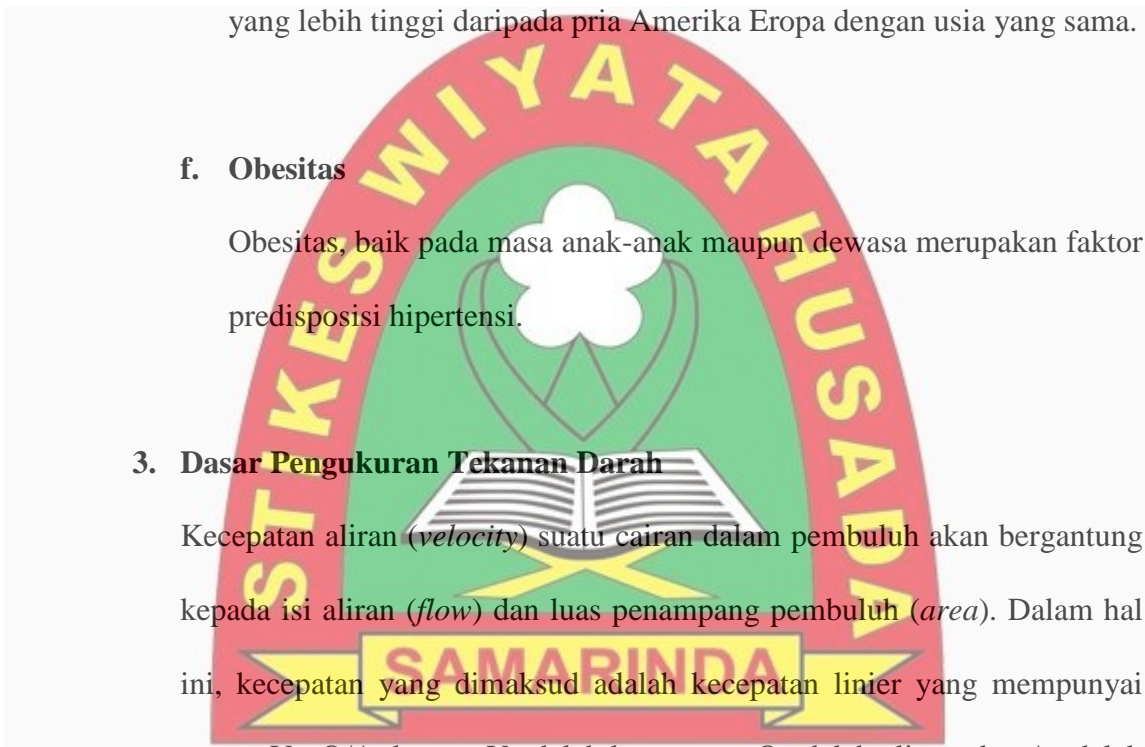 yang lebih tinggi daripada pria Amerika Eropa dengan usia yang sama.
STIKES WIYATA HUSADA
f. Obesitas
Obesitas, baik pada masa anak-anak maupun dewasa merupakan faktor
predisposisi hipertensi.
3. Dasar Pengukuran Tekanan Darah
Kecepatan aliran (velocity) suatu cairan dalam pembuluh akan bergantung
kepada isi aliran (flow) dan luas penampang pembuluh (area). Dalam hal
ini, kecepatan yang dimaksud adalah kecepatan linier yang mempunyai
SAMARINDA